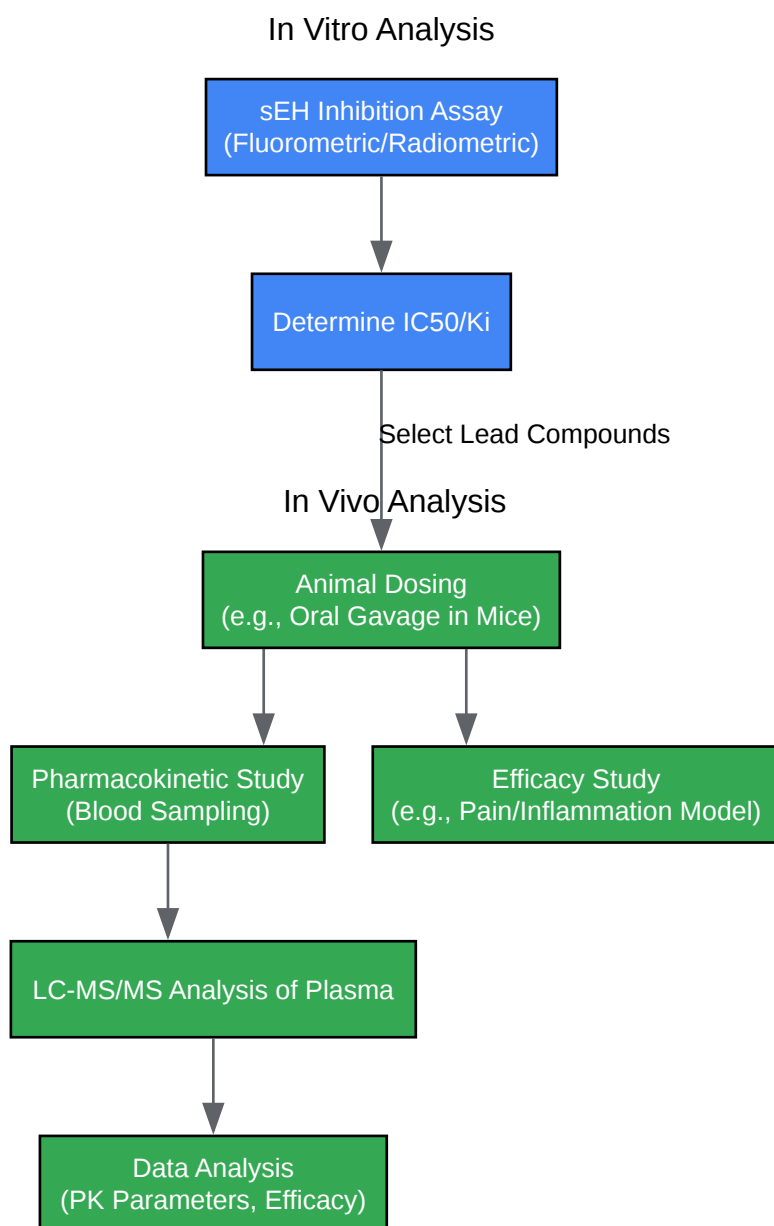 In Vitro Analysis
sEH Inhibition Assay
(Fluorometric/Radiometric)
Determine IC50/Ki
Select Lead Compounds
In Vivo Analysis
Animal Dosing
(e.g., Oral Gavage in Mice)
Pharmacokinetic Study
(Blood Sampling)
Efficacy Study
(e.g., Pain/Inflammation Model)
LC-MS/MS Analysis of Plasma
Data Analysis
(PK Parameters, Efficacy)